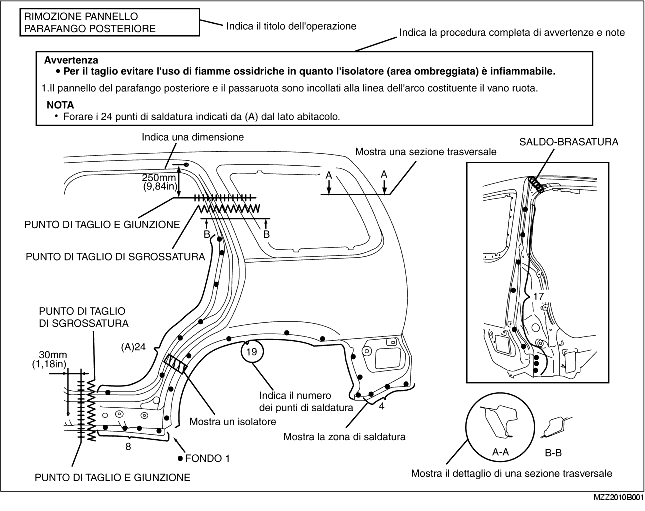 RIMOZIONE PANNELLO
PARAFANGO POSTERIORE
Indica il titolo dell'operazione
Indica la procedura completa di avvertenze e note
Avvertenza
• Per il taglio evitare l'uso di fiamme ossidriche in quanto l'isolatore (area ombreggiata) è infiammabile.
1.Il pannello del parafango posteriore e il passaruota sono incollati alla linea dell'arco costituente il vano ruota.
NOTA
• Forare i 24 punti di saldatura indicati da (A) dal lato abitacolo.
Indica una dimensione
Mostra una sezione trasversale
SALDO-BRASATURA
250mm
(9,84in)
A
A
PUNTO DI TAGLIO E GIUNZIONE
B
B
PUNTO DI TAGLIO DI SGROSSATURA
17
PUNTO DI TAGLIO
DI SGROSSATURA
(A)24
19
30mm
(1,18in)
Indica il numero
dei punti di saldatura
4
Mostra un isolatore
Mostra la zona di saldatura
8
• FONDO 1
A-A
B-B
PUNTO DI TAGLIO E GIUNZIONE
Mostra il dettaglio di una sezione trasversale
MZZ2010B001